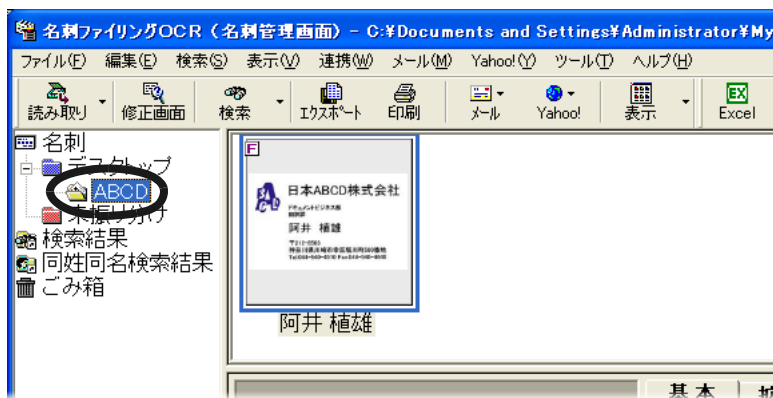 名刺ファイリングOCR（名刺管理画面） - C:¥Documents and Settings¥Administrator¥My
ファイル(F) 編集(E) 検索(S) 表示(V) 連携(W) メール(M) Yahoo!(Y) ツール(T) ヘルプ(H)
読み取り 修正画面 検索 エクスポート 印刷 メール Yahoo! 表示 Excel
名刺
デスクトップ
ABCD
未振り分け
検索結果
同姓同名検索結果
ごみ箱
F
日本ABCD株式会社
阿井 植雄
阿井 植雄
基本